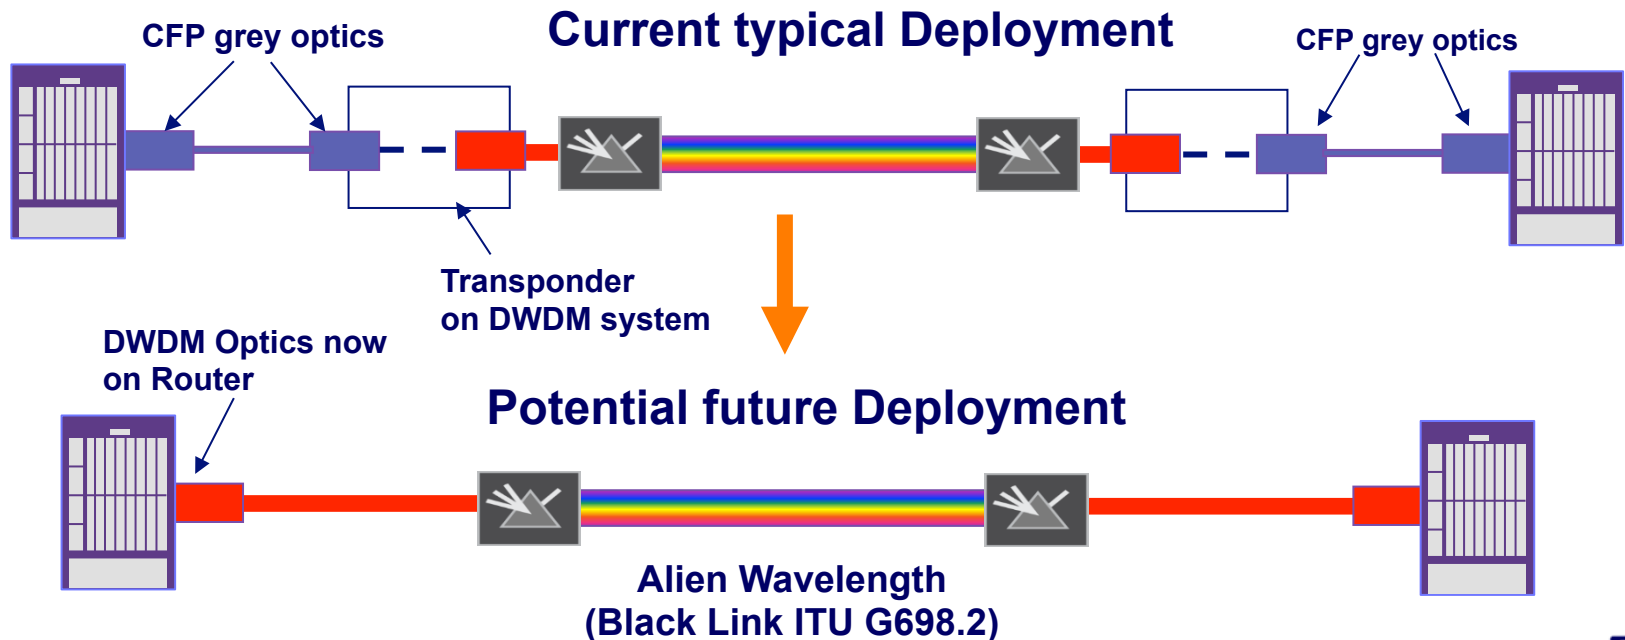 Current typical Deployment
CFP grey optics
CFP grey optics
Transponder
on DWDM system
DWDM Optics now
on Router
Potential future Deployment
Alien Wavelength
(Black Link ITU G698.2)